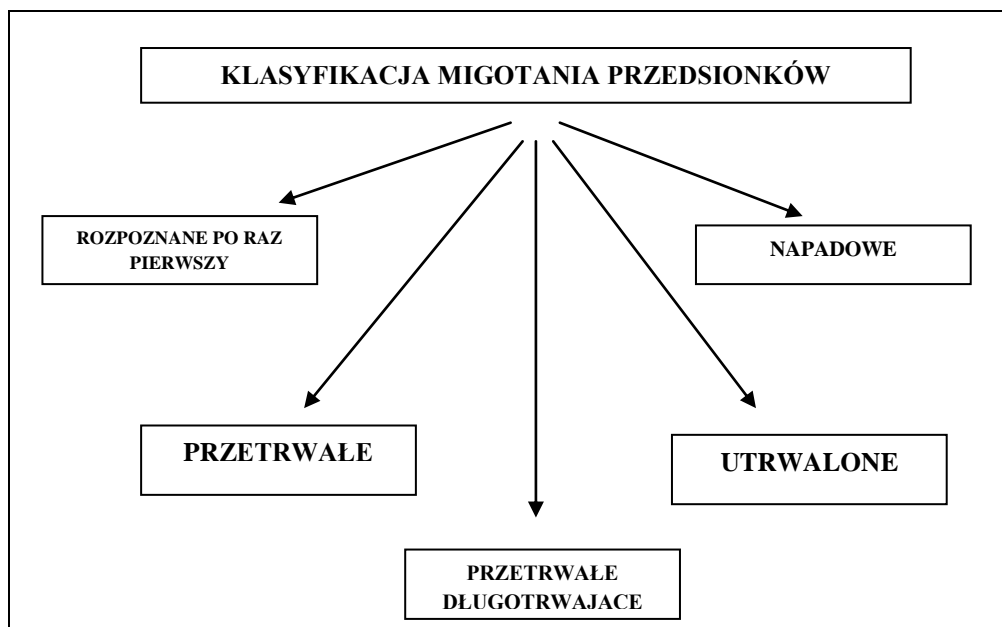 KLASYFIKACJA MIGOTANIA PRZEDSIONKÓW
ROZPOZNANE PO RAZ
PIERWSZY
NAPADOWE
PRZETRWAŁE
UTRWALONE
PRZETRWAŁE
DŁUGOTRWAJACE